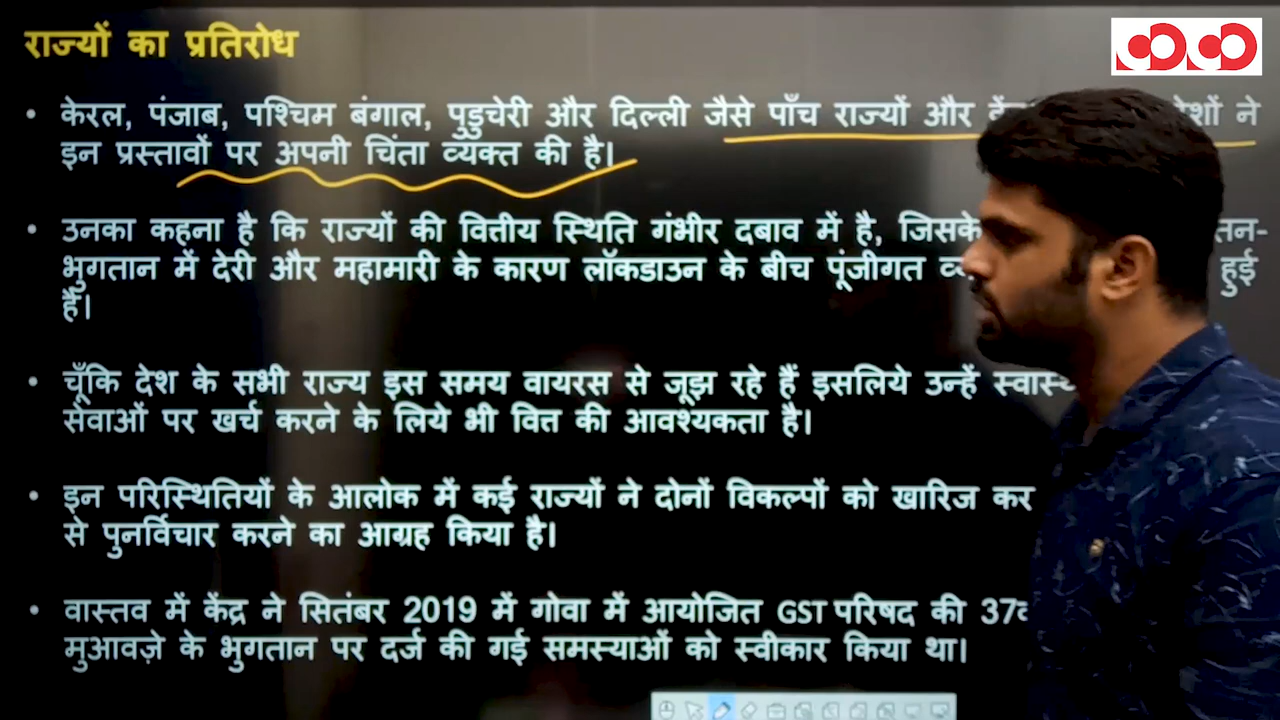 राज्यों का प्रतिरोध
• केरल, पंजाब, पश्चिम बंगाल, पुडुचेरी और दिल्ली जैसे पाँच राज्यों और ने
इन प्रस्तावों पर अपनी चिंता व्यक्त की है।
• उनका कहना है कि राज्यों की वित्तीय स्थिति गंभीर दबाव में है,
भुगतान में देरी और महामारी के कारण लॉकडाउन के बीच पूंजीगत हुई
हैं।
• चूँकि देश के सभी राज्य इस समय वायरस से जूझ रहे हैं इसलिये उन्हें
सेवाओं पर खर्च करने के लिये भी वित्त की आवश्यकता है।
• इन परिस्थितियों के आलोक में कई राज्यों ने दोनों विकल्पों को खारिज कर
से पुनर्विचार करने का आग्रह किया है।
• वास्तव में केंद्र ने सितंबर 2019 में गोवा में आयोजित GST परिषद की
मुआवज़े के भुगतान पर दर्ज की गई समस्याओं को स्वीकार किया था।